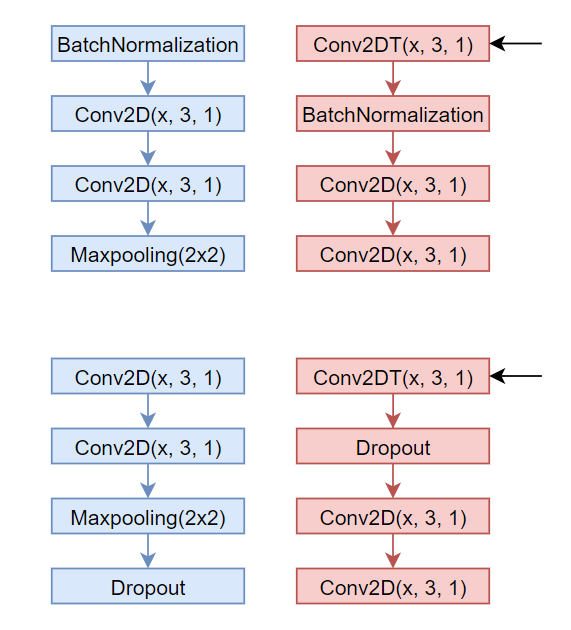 BatchNormalization
Conv2D(x, 3, 1)
Conv2D(x, 3, 1)
Maxpooling(2x2)
Conv2DT(x, 3, 1)
BatchNormalization
Conv2D(x, 3, 1)
Conv2D(x, 3, 1)
Conv2D(x, 3, 1)
Conv2D(x, 3, 1)
Maxpooling(2x2)
Dropout
Conv2DT(x, 3, 1)
Dropout
Conv2D(x, 3, 1)
Conv2D(x, 3, 1)